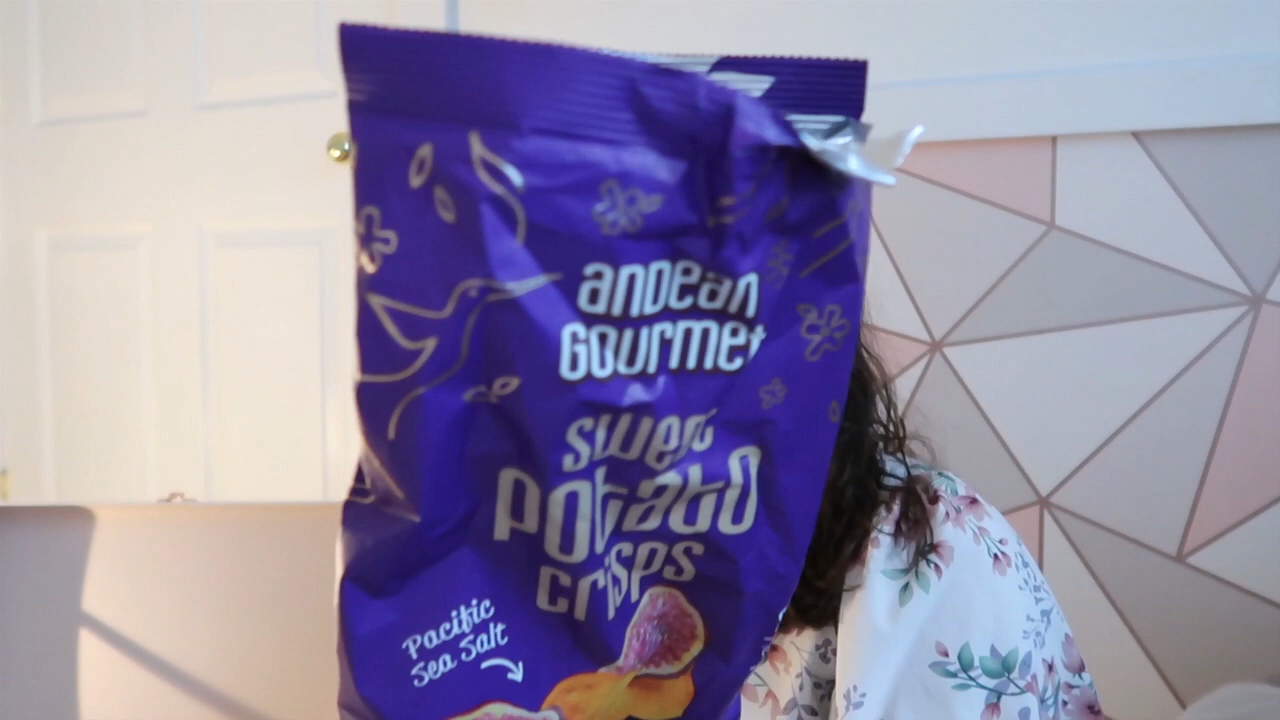 andean
Gourmet
sweet
potato
crisps
Pacific
Sea Salt